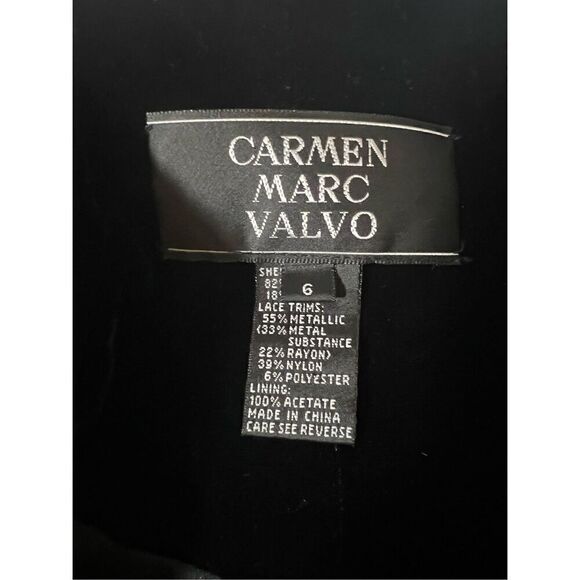 CARMEN
MARC
VALVO
6
LACE TRIMS:
55% METALLIC
(33% METAL
SUBSTANCE
22% RAYON)
39% NYLON
6% POLYESTER
LINING:
100% ACETATE
MADE IN CHINA
CARE SEE REVERSE